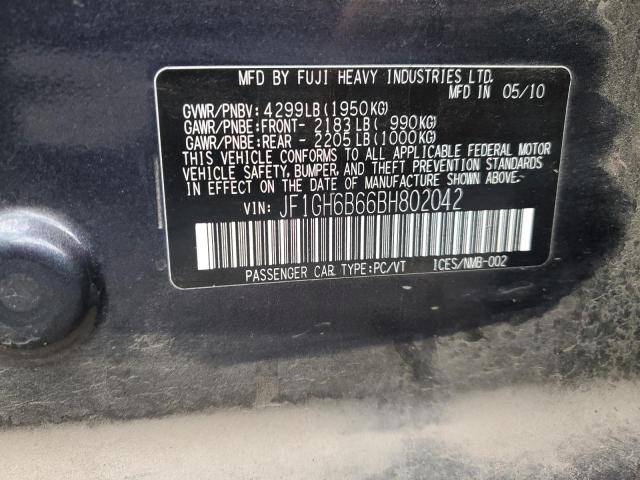 MFD BY FUJI HEAVY INDUSTRIES LTD.
MFD IN 05/10
GVWR/PNBV: 4299LB(1950KG)
GAWR/PNBE:FRONT- 2183LB( 990KG)
GAWR/PNBE:REAR - 2205LB(1000KG)
THIS VEHICLE CONFORMS TO ALL APPLICABLE FEDERAL MOTOR
VEHICLE SAFETY, BUMPER, AND THEFT PREVENTION STANDARDS
IN EFFECT ON THE DATE OF MANUFACTURE SHOWN ABOVE.
VIN: JF1GH6B66BH802042
PASSENGER CAR TYPE:PC/VT ICES/NMB-002